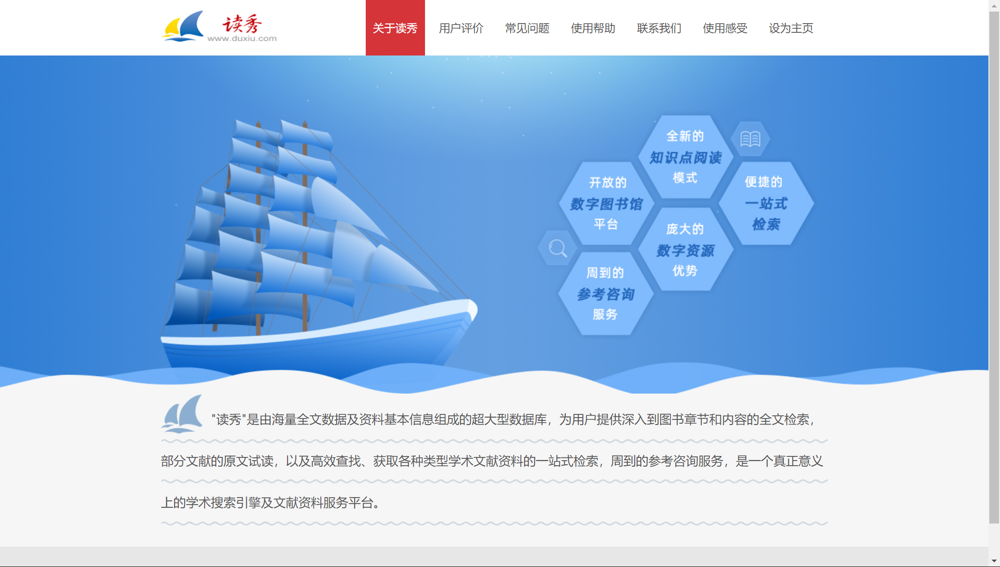 读秀
www.duxiu.com
关于读秀
用户评价
常见问题
使用帮助
联系我们
使用感受
设为主页
全新的
知识点阅读
模式
开放的
数字图书馆
平台
便捷的
一站式
检索
庞大的
数字资源
优势
周到的
参考咨询
服务
"读秀"是由海量全文数据及资料基本信息组成的超大型数据库，为用户提供深入到图书章节和内容的全文检索，
部分文献的原文试读，以及高效查找、获取各种类型学术文献资料的一站式检索，周到的参考咨询服务，是一个真正意义
上的学术搜索引擎及文献资料服务平台。